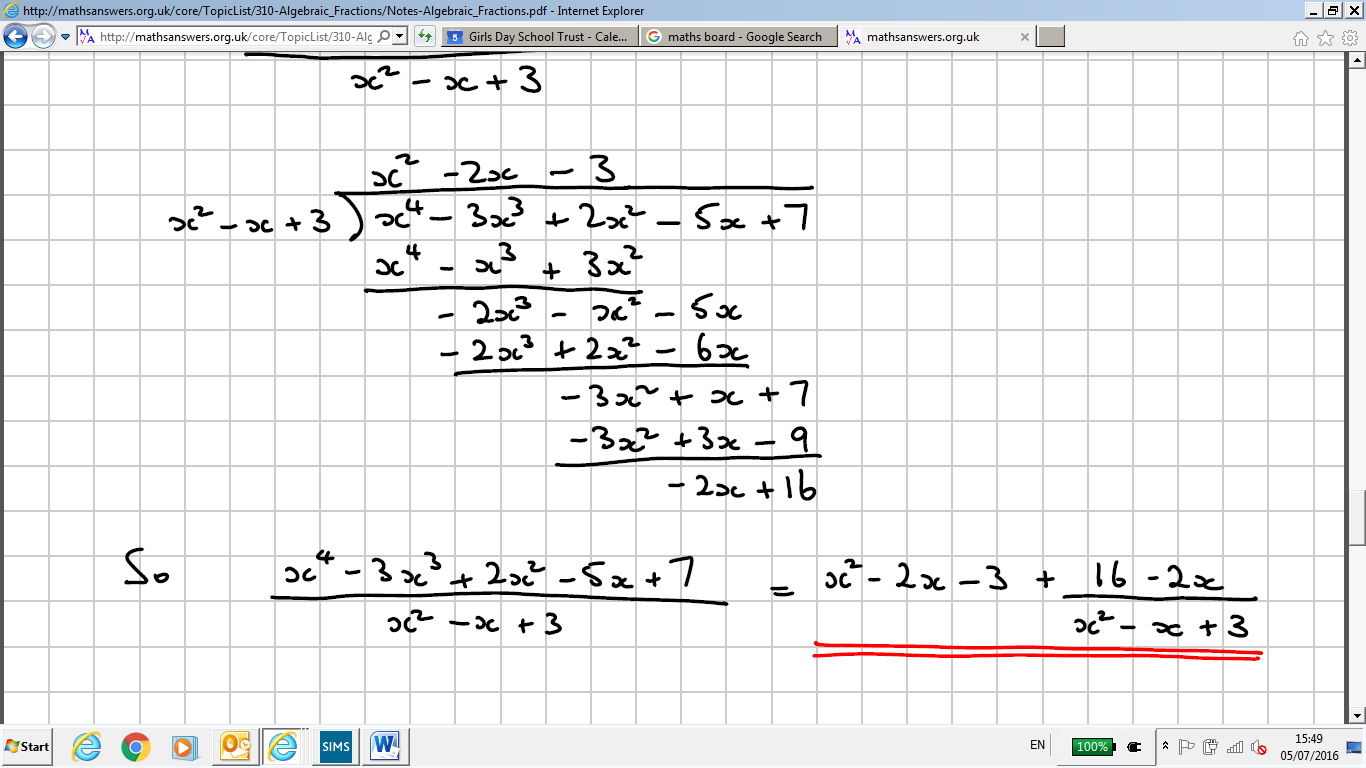 http://mathsanswers.org.uk/core/TopicList/310-Algebraic_Fractions/Notes-Algebraic_Fractions.pdf - Internet Explorer
http://mathsanswers.org.uk/core/TopicList/310-Alg
Girls Day School Trust - Cale...
maths board - Google Search
mathsanswers.org.uk
x² - x + 3
x² - 2x - 3
x² - x + 3 ) x⁴ - 3x³ + 2x² - 5x + 7
x⁴ - x³ + 3x²
- 2x³ - x² - 5x
- 2x³ + 2x² - 6x
- 3x² + x + 7
- 3x² + 3x - 9
- 2x + 16
So x⁴ - 3x³ + 2x² - 5x + 7 = x² - 2x - 3 + 16 - 2x
x² - x + 3 x² - x + 3
Start
SIMS
EN
100%
15:49
05/07/2016